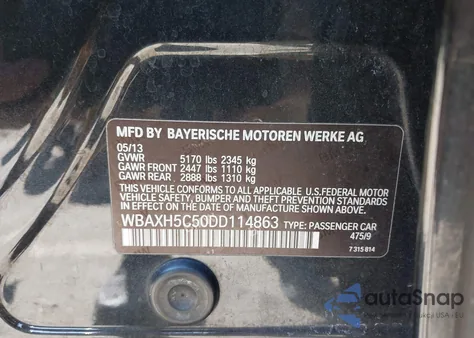 MFD BY BAYERISCHE MOTOREN WERKE AG
05/13
GVWR 5170 lbs 2345 kg
GAWR FRONT 2447 lbs 1110 kg
GAWR REAR 2888 lbs 1310 kg
THIS VEHICLE CONFORMS TO ALL APPLICABLE U.S.FEDERAL MOTOR
VEHICLE SAFETY, BUMPER AND THEFT PREVENTION STANDARDS
IN EFFECT ON THE DATE OF MANUFACTURE SHOWN ABOVE.
WBAXH5C50DD114863 TYPE: PASSENGER CAR
475/9
7 315 814
autoSnap